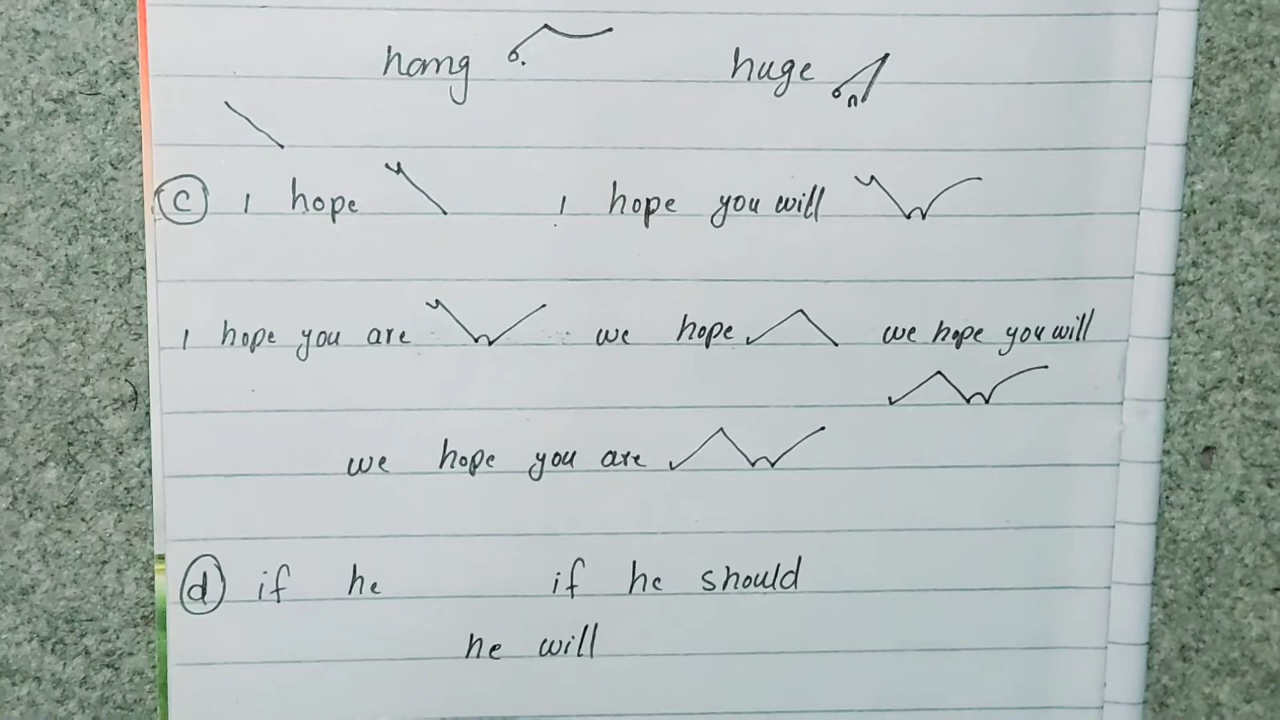 hang huge
c I hope I hope you will
I hope you are we hope we hope you will
we hope you are
d if he if he should
he will